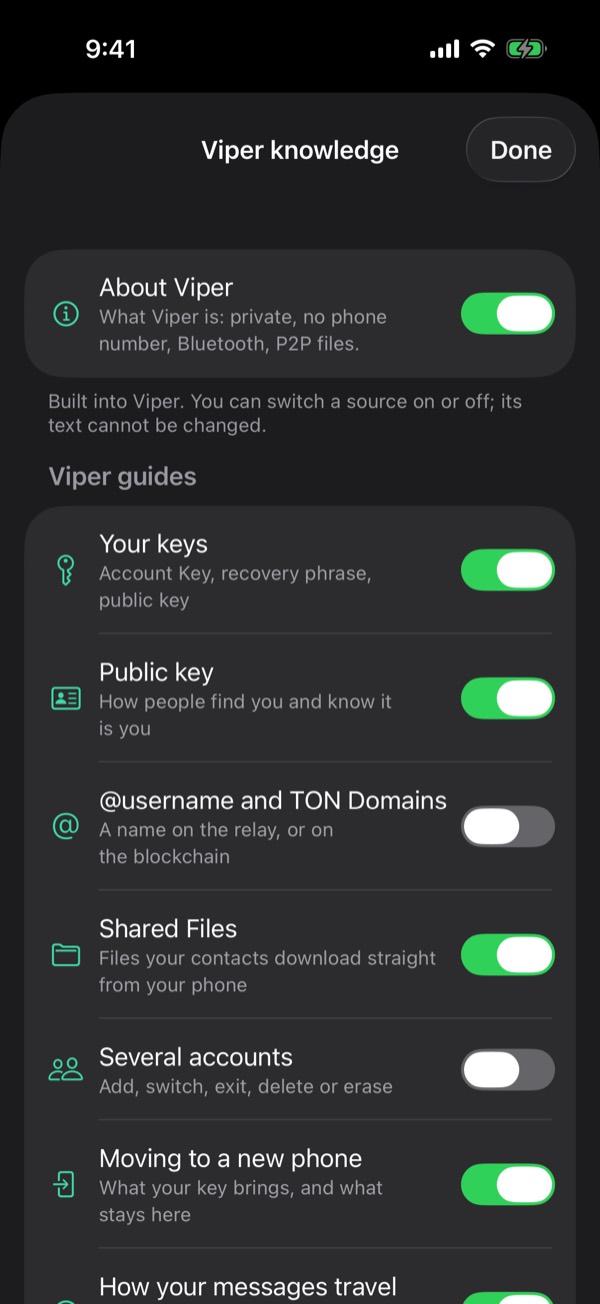 9:41
Viper knowledge
Done
About Viper
What Viper is: private, no phone
number, Bluetooth, P2P files.
Built into Viper. You can switch a source on or off; its
text cannot be changed.
Viper guides
Your keys
Account Key, recovery phrase,
public key
Public key
How people find you and know it
is you
@username and TON Domains
A name on the relay, or on
the blockchain
Shared Files
Files your contacts download straight
from your phone
Several accounts
Add, switch, exit, delete or erase
Moving to a new phone
What your key brings, and what
stays here
How your messages travel